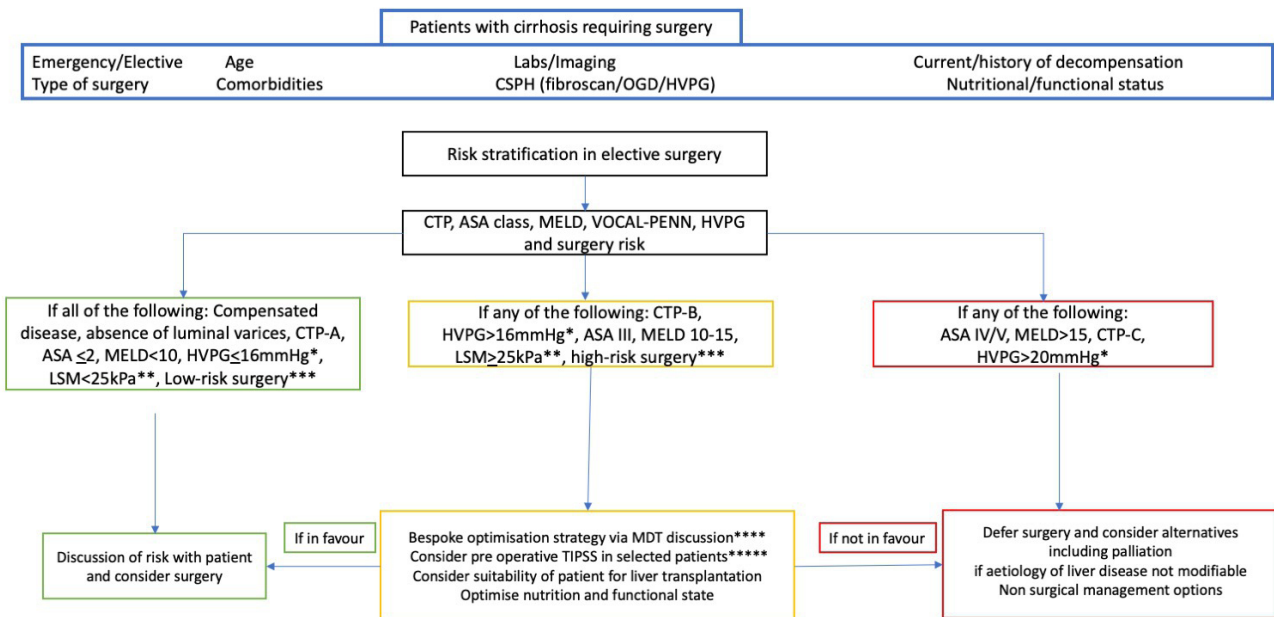 Patients with cirrhosis requiring surgery
Emergency/Elective Age Labs/Imaging Current/history of decompensation
Type of surgery Comorbidities CSPH (fibroscan/OGD/HVPG) Nutritional/functional status
Risk stratification in elective surgery
CTP, ASA class, MELD, VOCAL-PENN, HVPG
and surgery risk
If all of the following: Compensated
disease, absence of luminal varices, CTP-A,
ASA ≤2, MELD<10, HVPG≤16mmHg*,
LSM<25kPa**, Low-risk surgery***
If any of the following: CTP-B,
HVPG>16mmHg*, ASA III, MELD 10-15,
LSM≥25kPa**, high-risk surgery***
If any of the following:
ASA IV/V, MELD>15, CTP-C,
HVPG>20mmHg*
Discussion of risk with patient
and consider surgery
If in favour
Bespoke optimisation strategy via MDT discussion****
Consider pre operative TIPSS in selected patients*****
Consider suitability of patient for liver transplantation
Optimise nutrition and functional state
If not in favour
Defer surgery and consider alternatives
including palliation
if aetiology of liver disease not modifiable
Non surgical management options